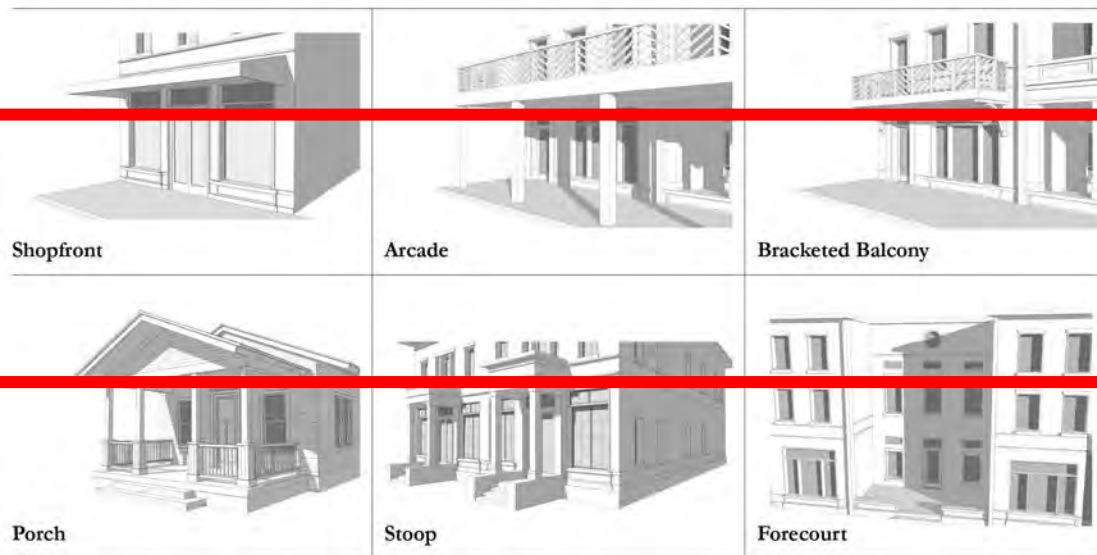 Shopfront
Arcade
Bracketed Balcony
Porch
Stoop
Forecourt